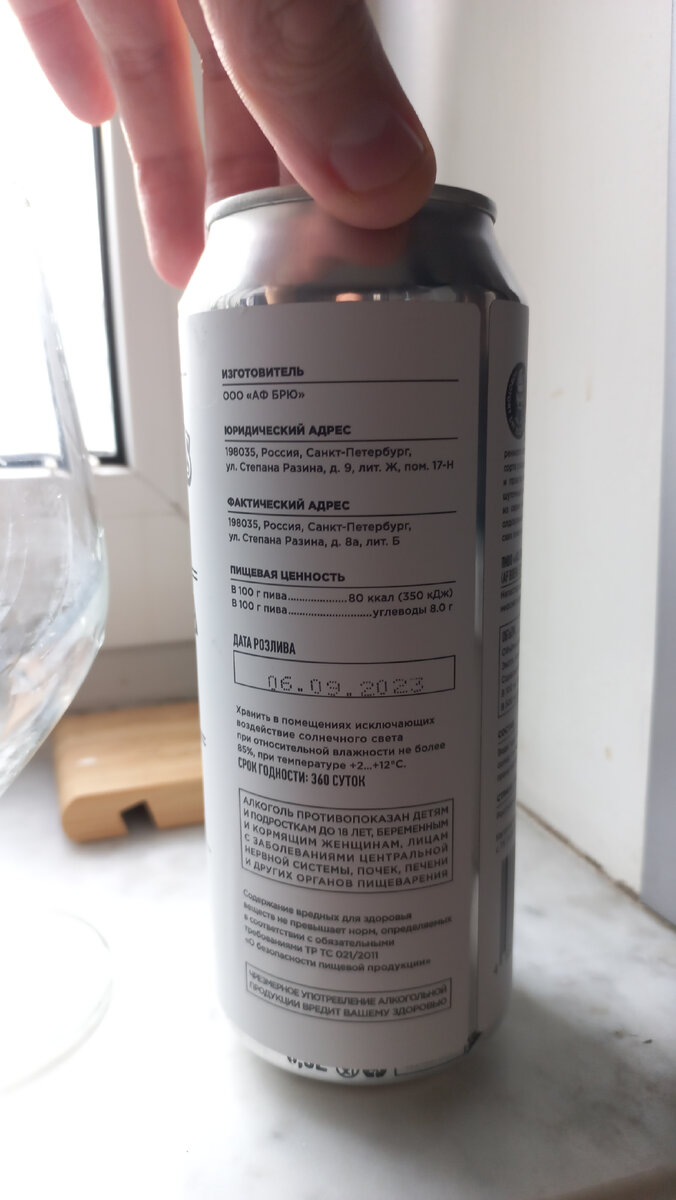 ИЗГОТОВИТЕЛЬ
ООО «АФ БРЮ»
ЮРИДИЧЕСКИЙ АДРЕС
198035, Россия, Санкт-Петербург,
ул. Степана Разина, д. 9, лит. Ж, пом. 17-Н
ФАКТИЧЕСКИЙ АДРЕС
198035, Россия, Санкт-Петербург,
ул. Степана Разина, д. 8а, лит. Б
ПИЩЕВАЯ ЦЕННОСТЬ
В 100 г пива....................80 ккал (350 кДж)
В 100 г пива............................углеводы 8.0 г
ДАТА РОЗЛИВА
06.09.2023
Хранить в помещениях исключающих
воздействие солнечного света
при относительной влажности не более
85%, при температуре +2...+12°С.
СРОК ГОДНОСТИ: 360 СУТОК
АЛКОГОЛЬ ПРОТИВОПОКАЗАН ДЕТЯМ
И ПОДРОСТКАМ ДО 18 ЛЕТ, БЕРЕМЕННЫМ
И КОРМЯЩИМ ЖЕНЩИНАМ, ЛИЦАМ
С ЗАБОЛЕВАНИЯМИ ЦЕНТРАЛЬНОЙ
НЕРВНОЙ СИСТЕМЫ, ПОЧЕК, ПЕЧЕНИ
И ДРУГИХ ОРГАНОВ ПИЩЕВАРЕНИЯ
Содержание вредных для здоровья
веществ не превышает норм, определяемых
в соответствии с обязательными
требованиями ТР ТС 021/2011
«О безопасности пищевой продукции»
ЧРЕЗМЕРНОЕ УПОТРЕБЛЕНИЕ АЛКОГОЛЬНОЙ
ПРОДУКЦИИ ВРЕДИТ ВАШЕМУ ЗДОРОВЬЮ